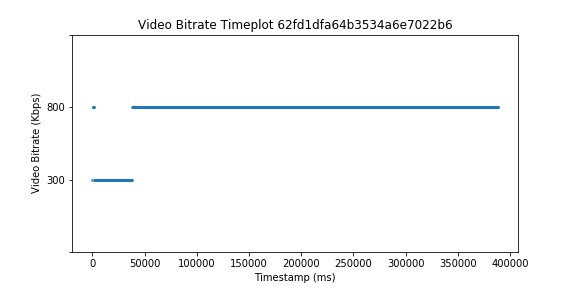 Video Bitrate Timeplot 62fd1dfa64b3534a6e7022b6
Video Bitrate (Kbps)
800
300
0 50000 100000 150000 200000 250000 300000 350000 400000
Timestamp (ms)